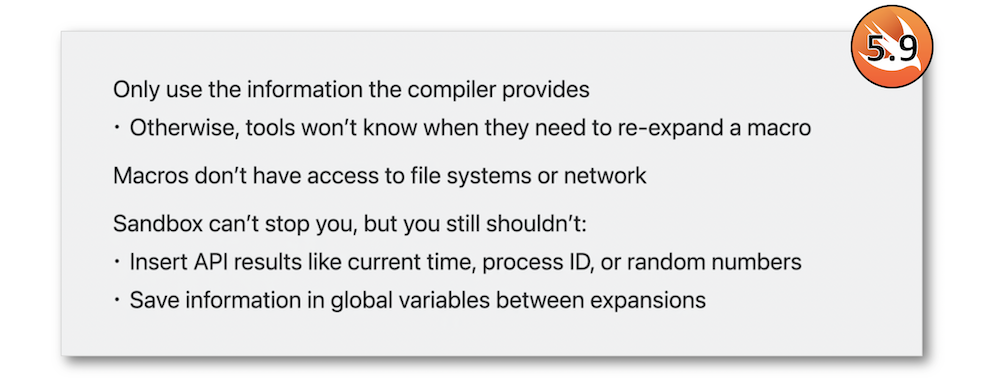 5.9
Only use the information the compiler provides
· Otherwise, tools won’t know when they need to re-expand a macro
Macros don’t have access to file systems or network
Sandbox can’t stop you, but you still shouldn’t:
· Insert API results like current time, process ID, or random numbers
· Save information in global variables between expansions